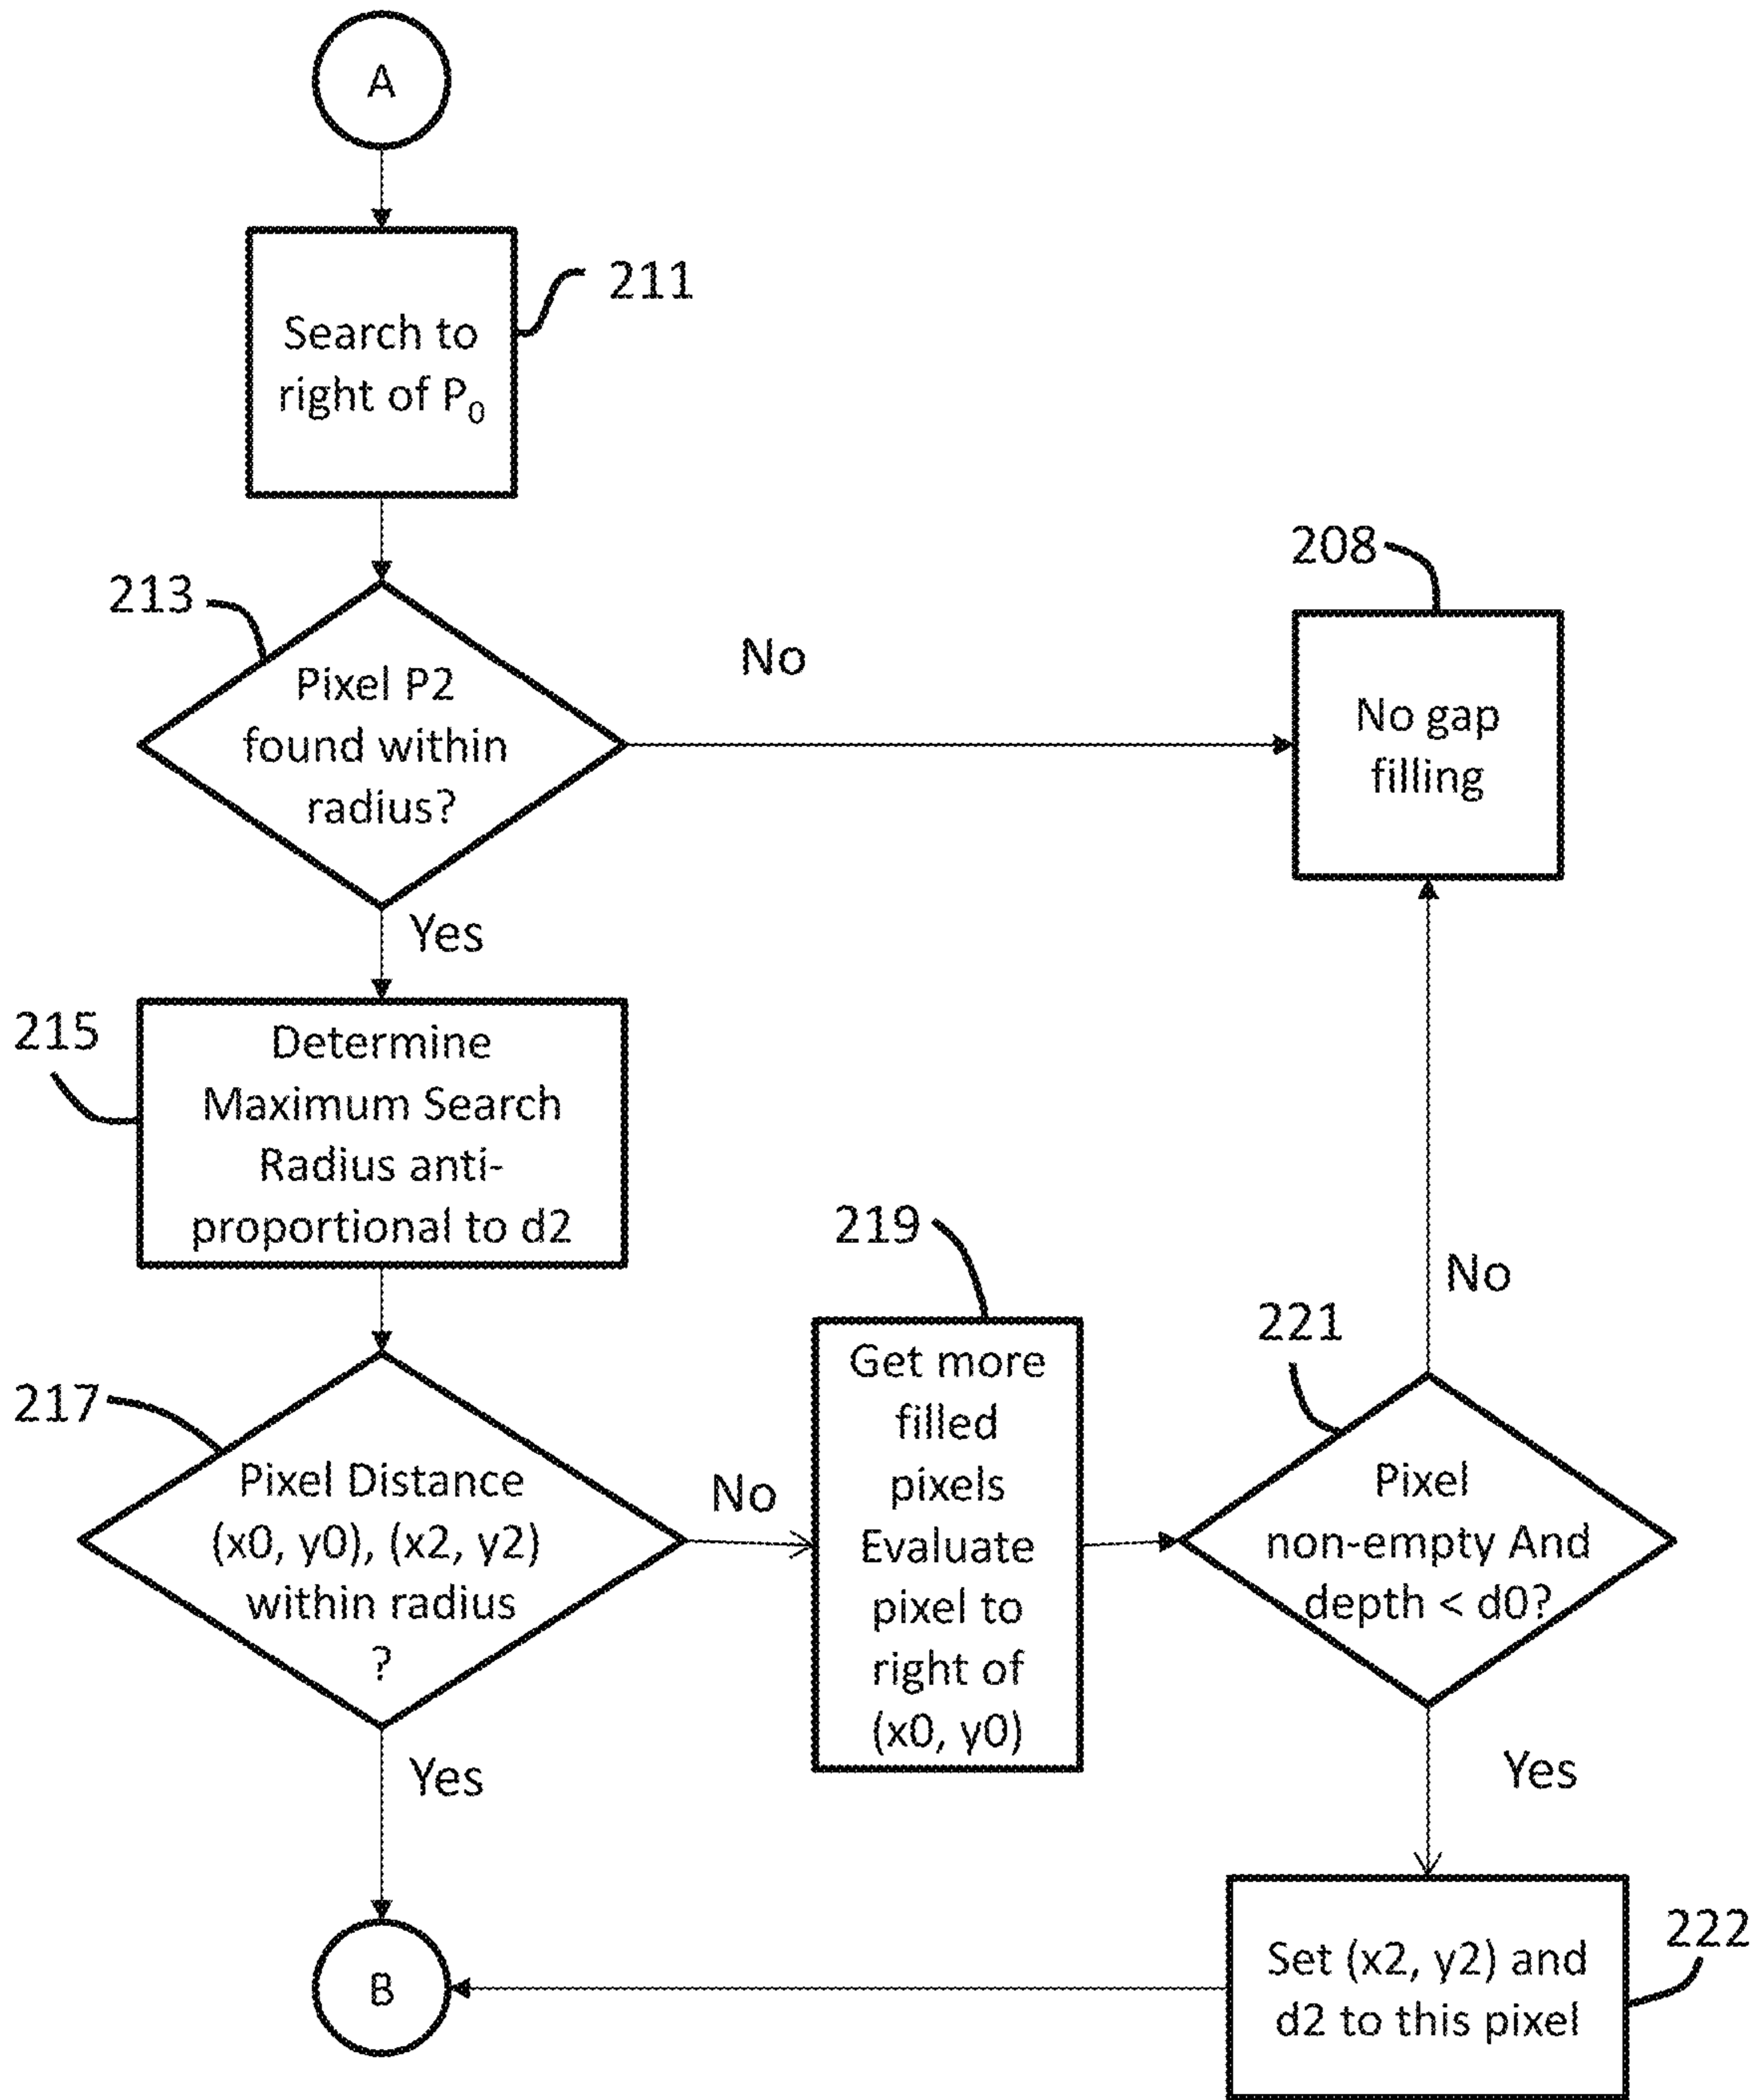 A
Search to
right of P0
211
213
Pixel P2
found within
radius?
No
208
No gap
filling
Yes
215
Determine
Maximum Search
Radius anti-
proportional to d2
217
Pixel Distance
(x0, y0), (x2, y2)
within radius
?
No
219
Get more
filled
pixels
Evaluate
pixel to
right of
(x0, y0)
221
Pixel
non-empty And
depth < d0?
No
Yes
Yes
222
Set (x2, y2) and
d2 to this pixel
B